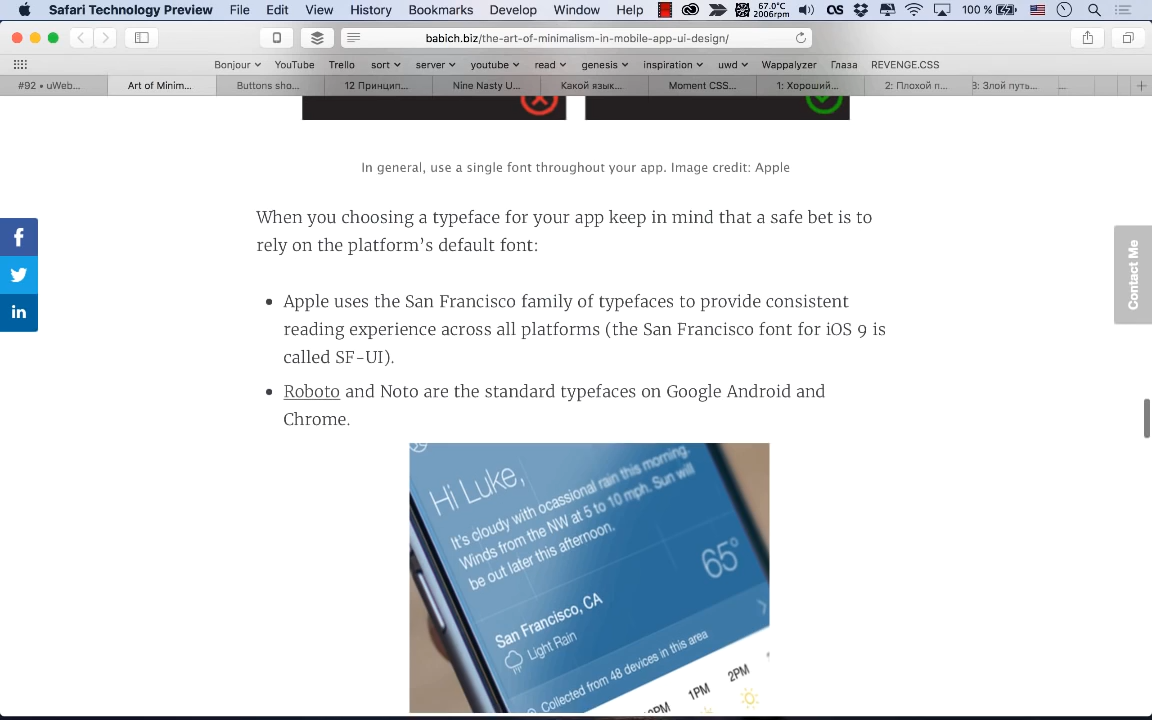 Safari Technology Preview File Edit View History Bookmarks Develop Window Help 67.0°C 2006rpm 100 %
babich.biz/the-art-of-minimalism-in-mobile-app-ui-design/
Bonjour YouTube Trello sort server youtube read genesis inspiration uwd Wappalyzer Глаза REVENGE.CSS
#92 • uWeb... Art of Minim... Buttons sho... 12 Принцип... Nine Nasty U... Какой язык... Moment CSS... 1: Хороший... 2: Плохой п... 3: Злой путь...
In general, use a single font throughout your app. Image credit: Apple
When you choosing a typeface for your app keep in mind that a safe bet is to
rely on the platform’s default font:
• Apple uses the San Francisco family of typefaces to provide consistent
reading experience across all platforms (the San Francisco font for iOS 9 is
called SF-UI).
• Roboto and Noto are the standard typefaces on Google Android and
Chrome.
Contact Me
Hi Luke,
It's cloudy with ocassional rain this morning.
Winds from the NW at 5 to 10 mph. Sun will
be out later this afternoon.
65°
San Francisco, CA
Light Rain
Collected from 48 devices in this area
1PM
2PM